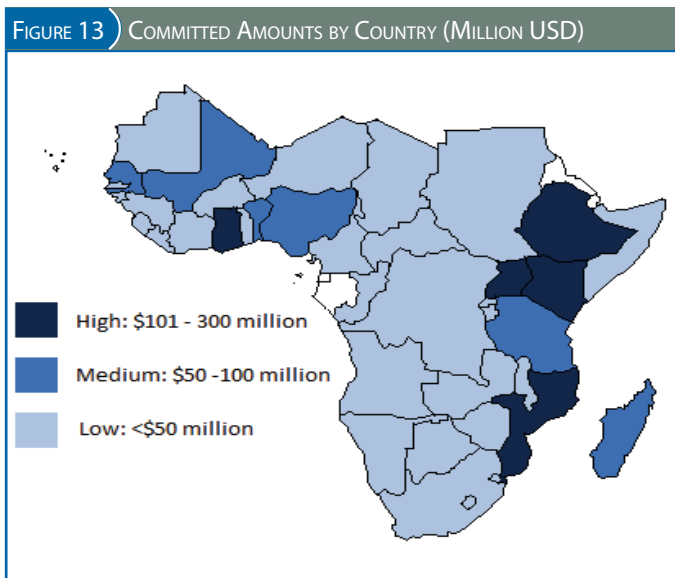 FIGURE 13 COMMITTED AMOUNTS BY COUNTRY (MILLION USD)
High: $101 - 300 million
Medium: $50 -100 million
Low: <$50 million